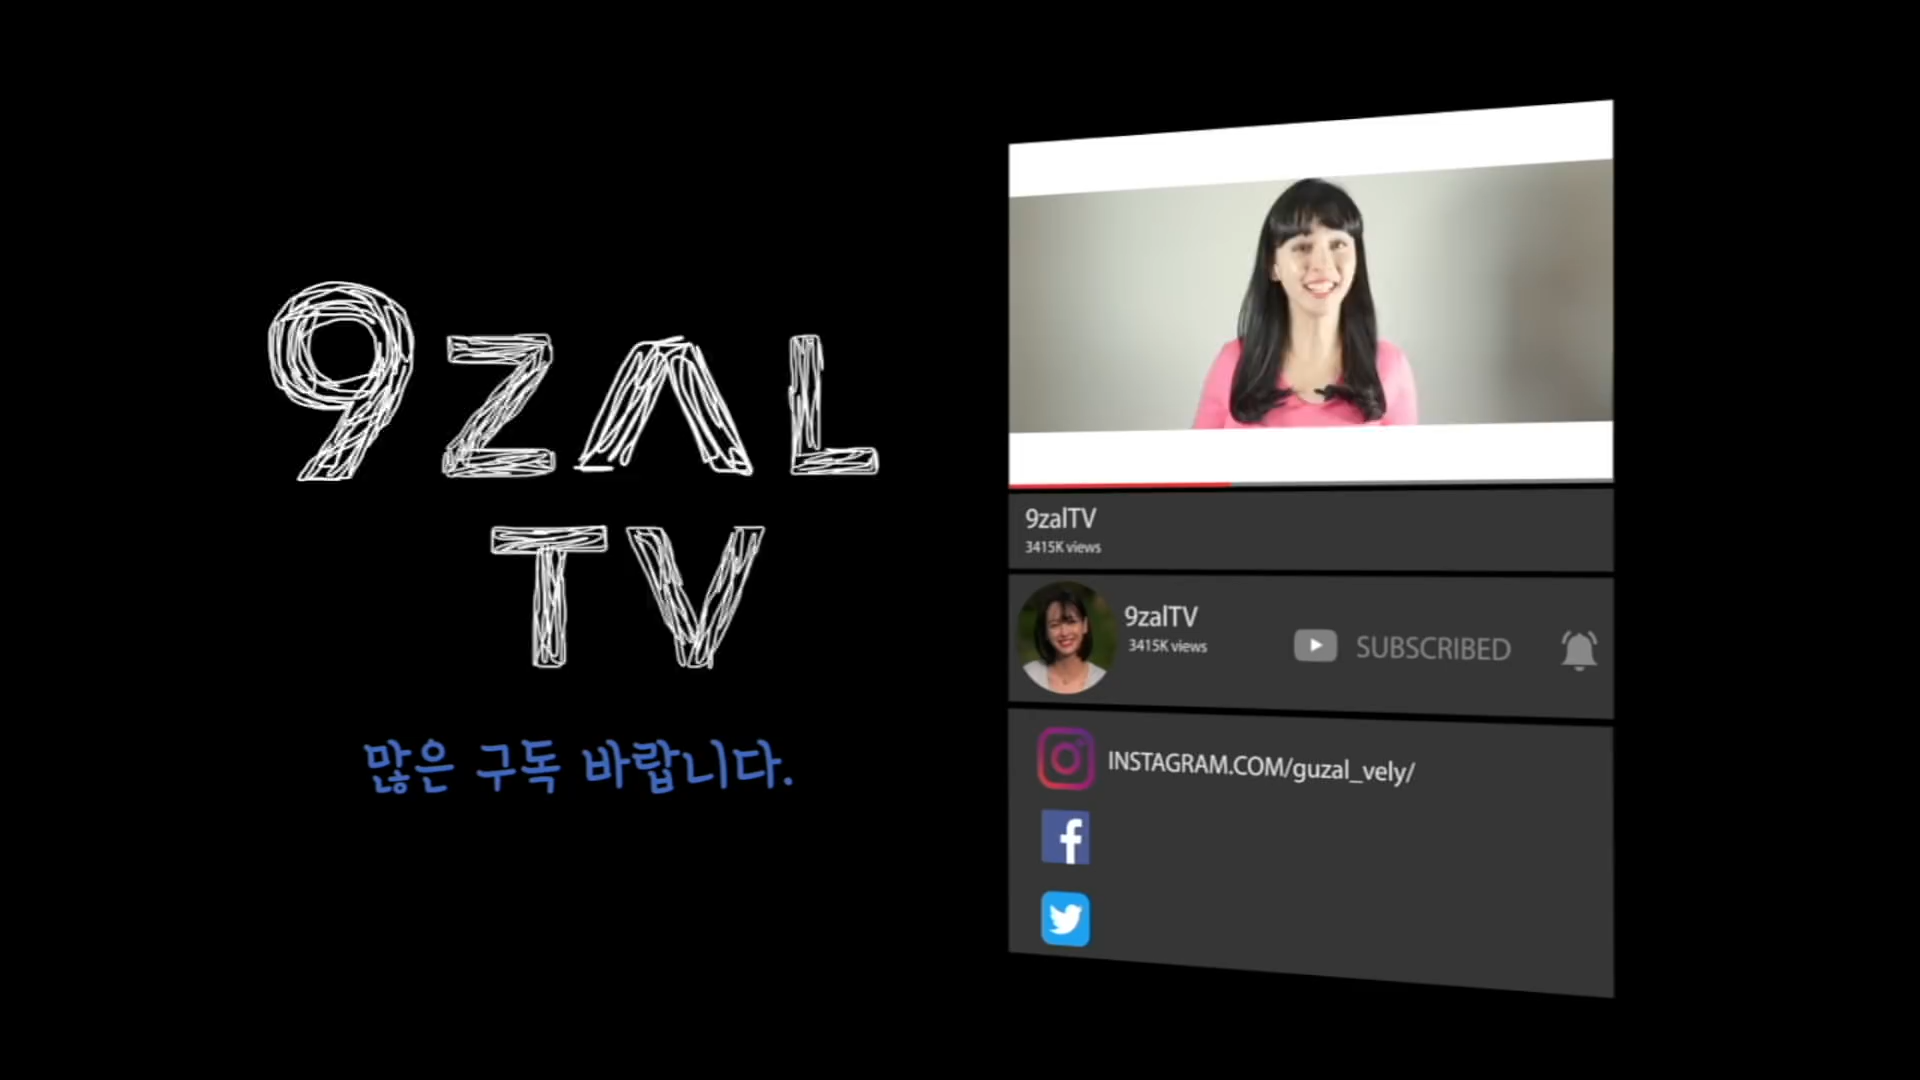 9ZAL
TV
많은 구독 바랍니다.
9zalTV
3415K views
9zalTV
3415K views
SUBSCRIBED
INSTAGRAM.COM/guzal_vely/